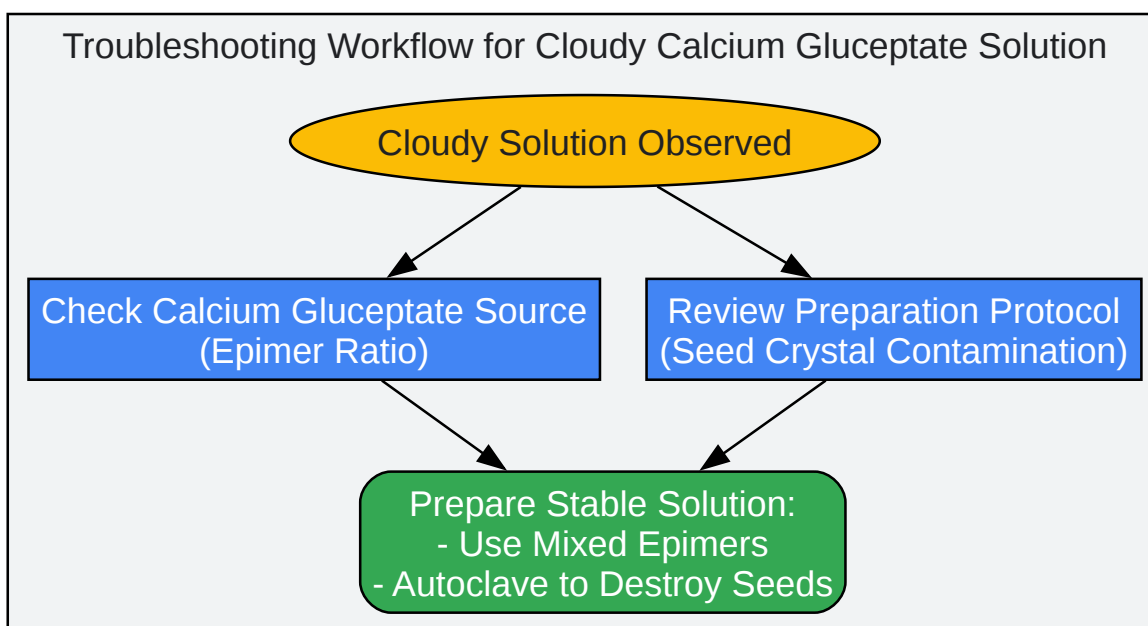 Troubleshooting Workflow for Cloudy Calcium Gluceptate Solution
Cloudy Solution Observed
Check Calcium Gluceptate Source
(Epimer Ratio)
Review Preparation Protocol
(Seed Crystal Contamination)
Prepare Stable Solution:
- Use Mixed Epimers
- Autoclave to Destroy Seeds